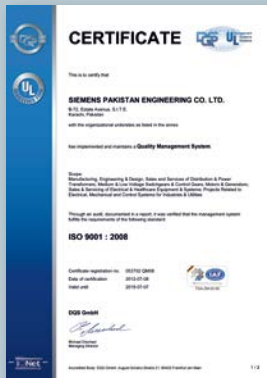 CERTIFICATE
DQS UL
UL
This is to certify that
SIEMENS PAKISTAN ENGINEERING CO. LTD.
B-72, Estate Avenue, S.I.T.E.
Karachi, Pakistan
with the organizational units/sites as listed in the annex
has implemented and maintains a Quality Management System.
Scope:
Manufacturing, Engineering & Design, Sales and Services of Distribution & Power
Transformers, Medium & Low Voltage Switchgears & Control Gears, Motors & Generators,
Sales & Servicing of Electrical & Healthcare Equipment & Systems, Projects Related to
Electrical, Mechanical and Control Systems for Industries & Utilities
Through an audit, documented in a report, it was verified that the management system
fulfills the requirements of the following standard:
ISO 9001 : 2008
Certificate registration no.
Date of certification
Valid until
DQS GmbH
IAF
Managing Director
IQNet
1 / 2